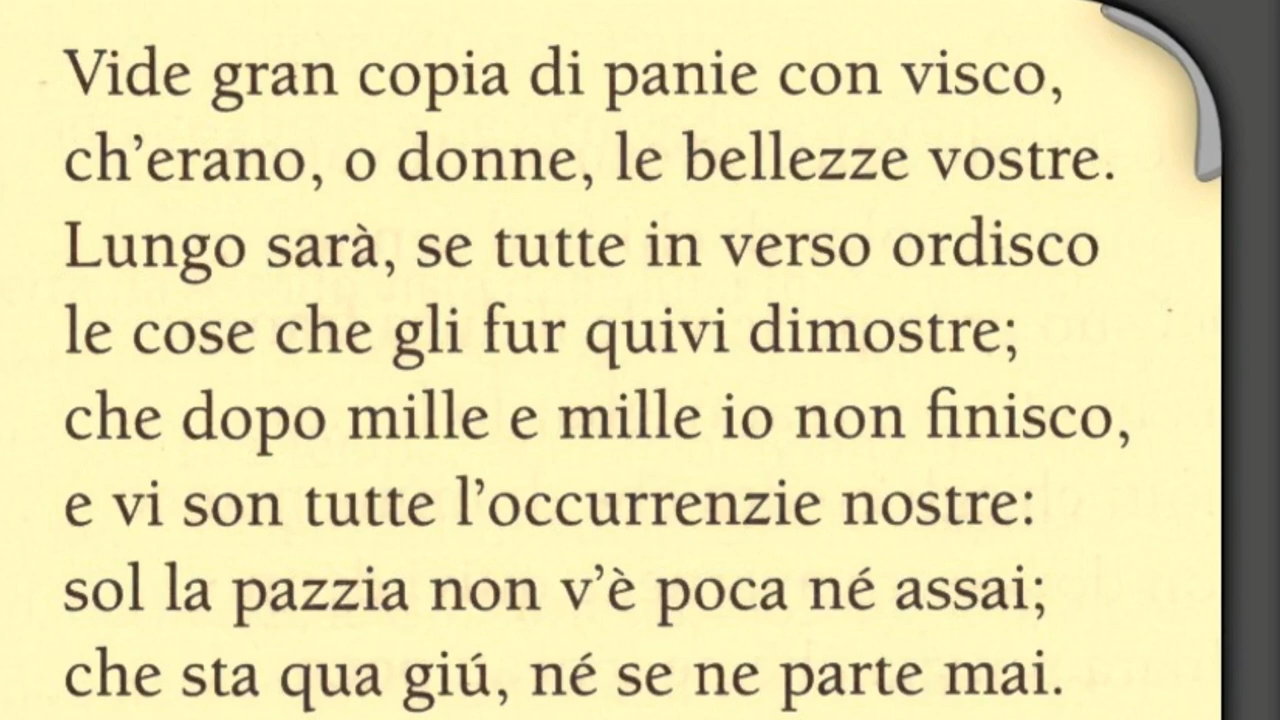 Vide gran copia di panie con visco,
ch’erano, o donne, le bellezze vostre.
Lungo sarà, se tutte in verso ordisco
le cose che gli fur quivi dimostre;
che dopo mille e mille io non finisco,
e vi son tutte l’occurrenzie nostre:
sol la pazzia non v’è poca né assai;
che sta qua giú, né se ne parte mai.